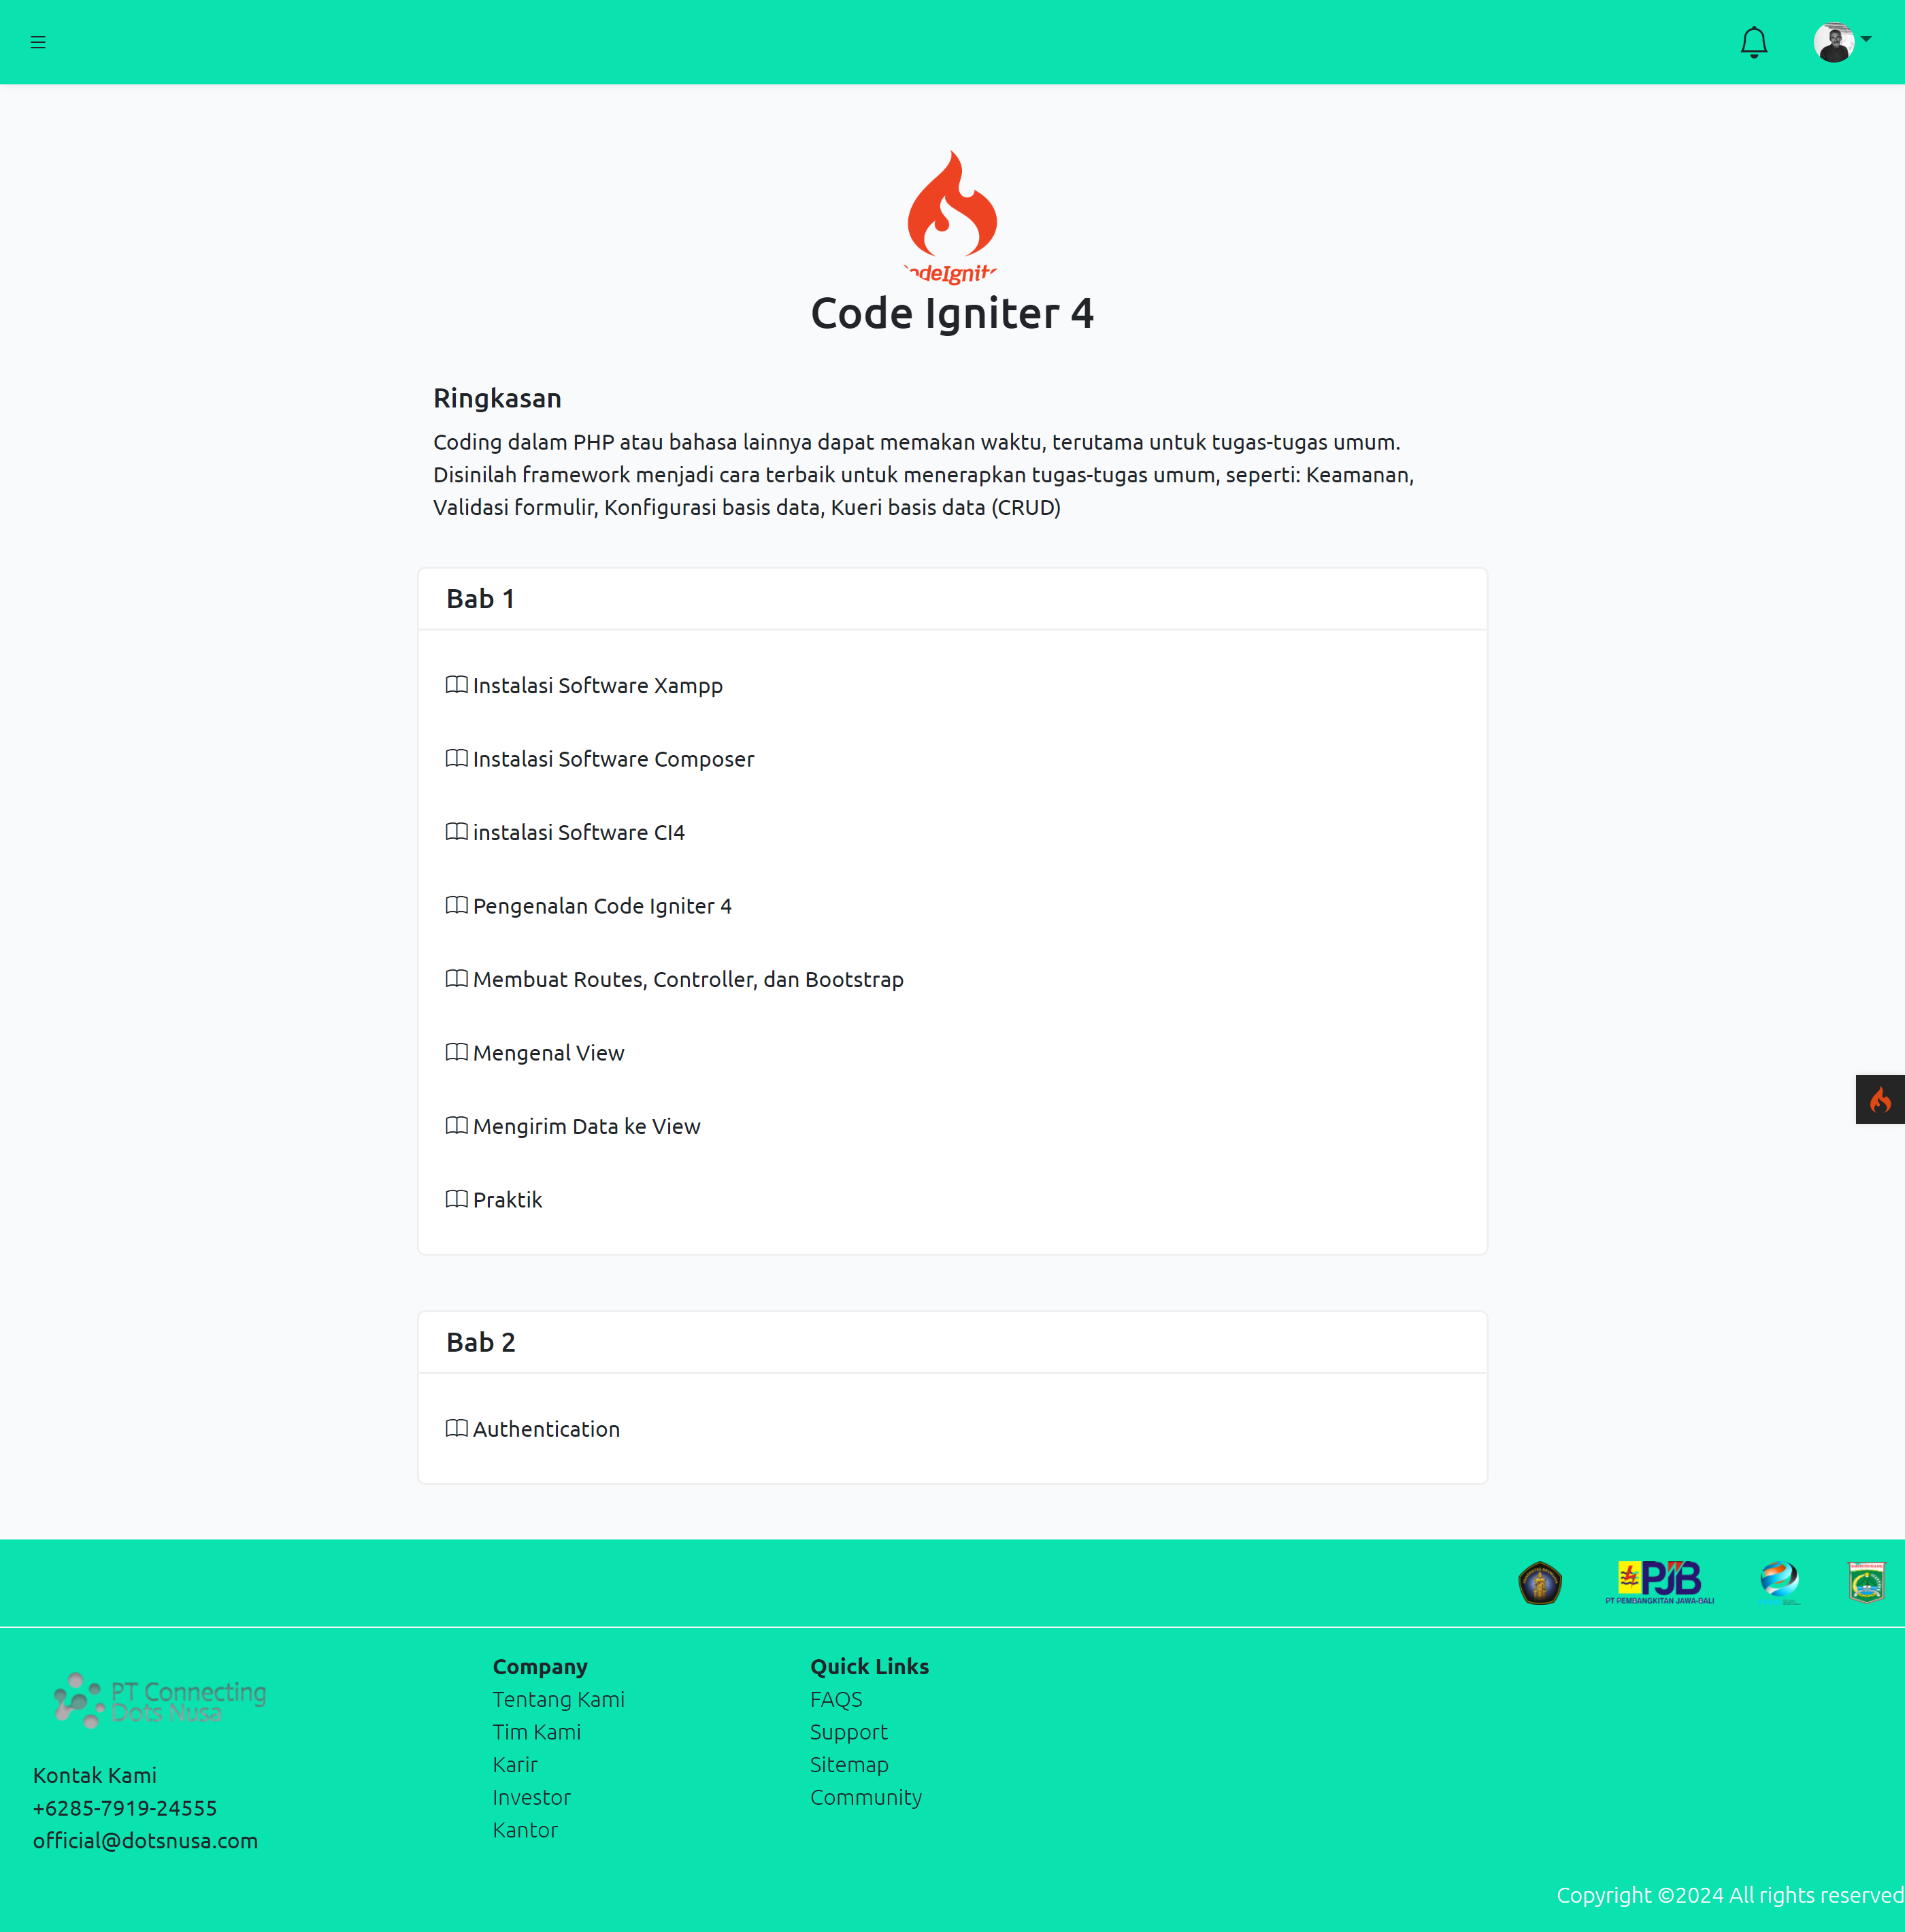 odeIgnit
Code Igniter 4
Ringkasan
Coding dalam PHP atau bahasa lainnya dapat memakan waktu, terutama untuk tugas-tugas umum.
Disinilah framework menjadi cara terbaik untuk menerapkan tugas-tugas umum, seperti: Keamanan,
Validasi formulir, Konfigurasi basis data, Kueri basis data (CRUD)
Bab 1
Instalasi Software Xampp
Instalasi Software Composer
instalasi Software CI4
Pengenalan Code Igniter 4
Membuat Routes, Controller, dan Bootstrap
Mengenal View
Mengirim Data ke View
Praktik
Bab 2
Authentication
PJB
PT PEMBANGKITAN JAWA-BALI
PT Connecting
Dots Nusa
Kontak Kami
+6285-7919-24555
official@dotsnusa.com
Company
Tentang Kami
Tim Kami
Karir
Investor
Kantor
Quick Links
FAQS
Support
Sitemap
Community
Copyright ©2024 All rights reserved